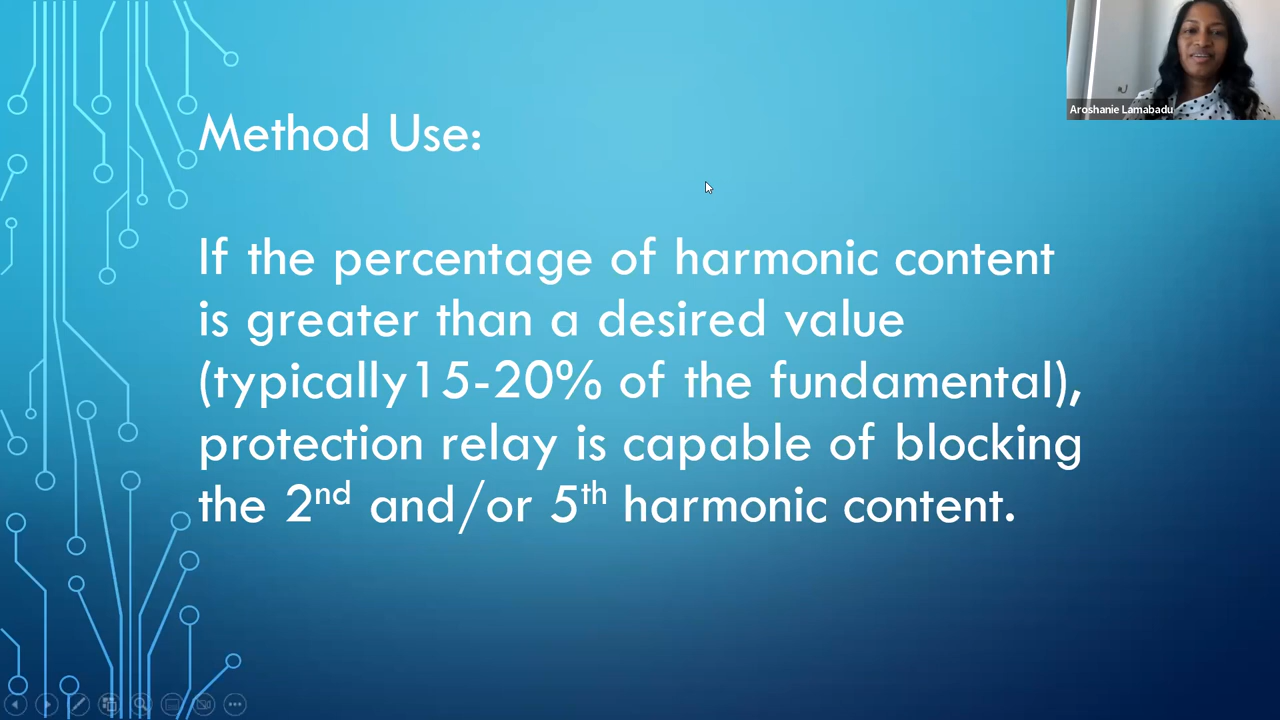 Aroshanie Lamabadu
Method Use:
If the percentage of harmonic content
is greater than a desired value
(typically15-20% of the fundamental),
protection relay is capable of blocking
the 2nd and/or 5th harmonic content.